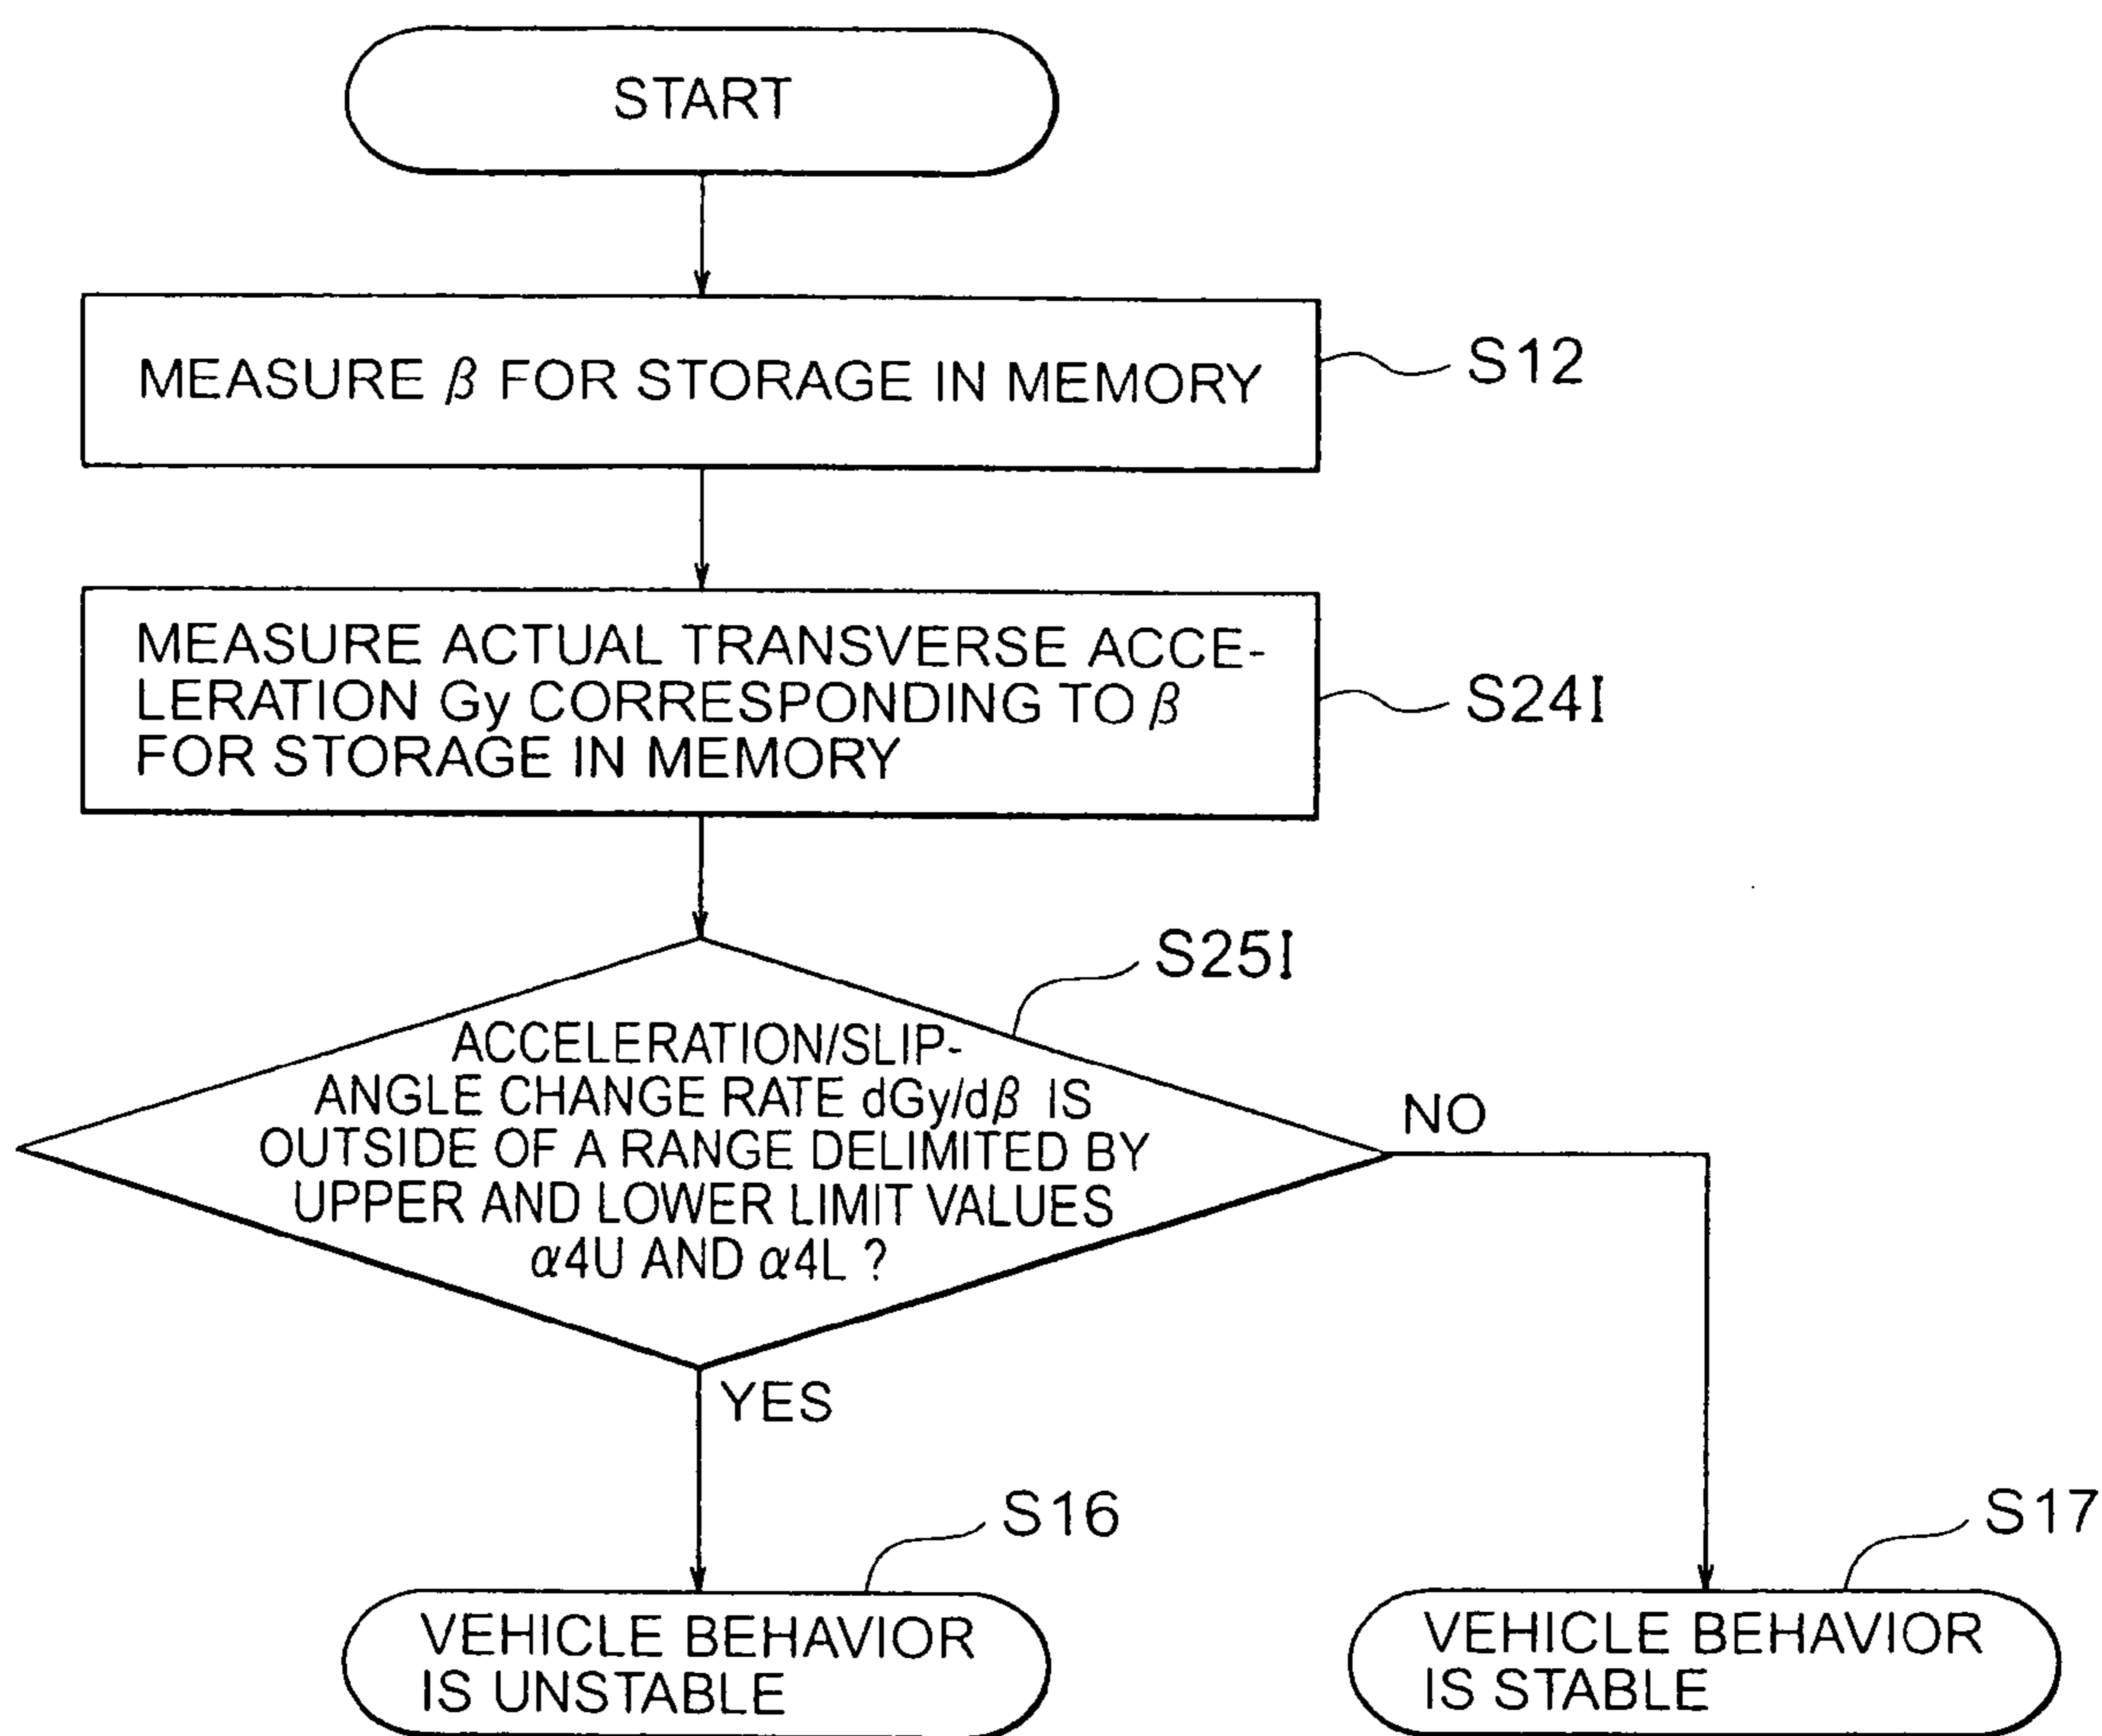 START
MEASURE β FOR STORAGE IN MEMORY
S12
MEASURE ACTUAL TRANSVERSE ACCE-
LERATION Gy CORRESPONDING TO β
FOR STORAGE IN MEMORY
S24I
S25I
ACCELERATION/SLIP-
ANGLE CHANGE RATE dGy/dβ IS
OUTSIDE OF A RANGE DELIMITED BY
UPPER AND LOWER LIMIT VALUES
α4U AND α4L ?
NO
YES
S16
VEHICLE BEHAVIOR
IS UNSTABLE
S17
VEHICLE BEHAVIOR
IS STABLE